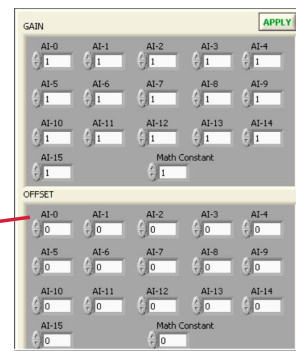 GAIN APPLY
AI-0 AI-1 AI-2 AI-3 AI-4
1 1 1 1 1
AI-5 AI-6 AI-7 AI-8 AI-9
1 1 1 1 1
AI-10 AI-11 AI-12 AI-13 AI-14
1 1 1 1 1
AI-15 Math Constant
1 1
OFFSET
AI-0 AI-1 AI-2 AI-3 AI-4
0 0 0 0 0
AI-5 AI-6 AI-7 AI-8 AI-9
0 0 0 0 0
AI-10 AI-11 AI-12 AI-13 AI-14
0 0 0 0 0
AI-15 Math Constant
0 0